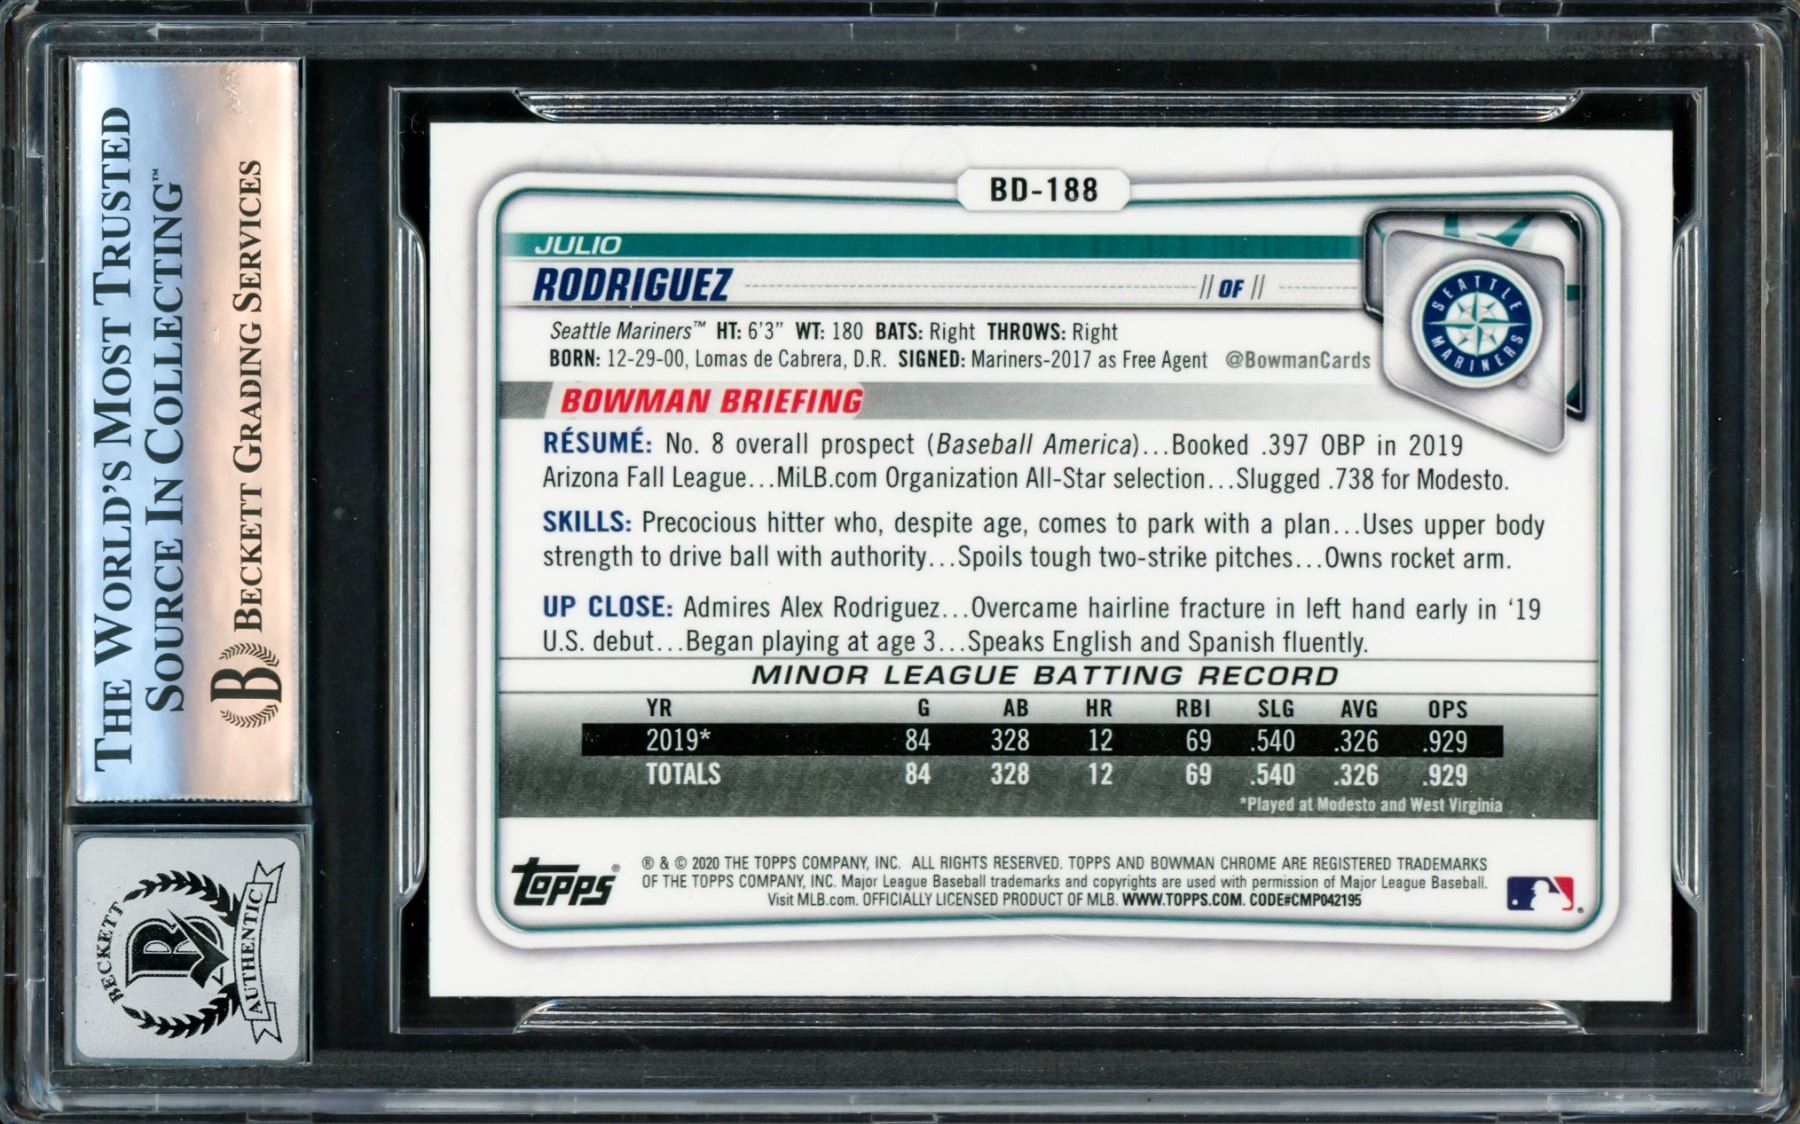 THE WORLD'S MOST TRUSTED
SOURCE IN COLLECTING™
B BECKETT GRADING SERVICES
BECKETT
B
AUTHENTIC
BD-188
JULIO
RODRIGUEZ // OF //
Seattle Mariners™ HT: 6'3" WT: 180 BATS: Right THROWS: Right
BORN: 12-29-00, Lomas de Cabrera, D.R. SIGNED: Mariners-2017 as Free Agent @BowmanCards
SEATTLE
MARINERS
BOWMAN BRIEFING
RÉSUMÉ: No. 8 overall prospect (Baseball America)...Booked .397 OBP in 2019
Arizona Fall League...MiLB.com Organization All-Star selection...Slugged .738 for Modesto.
SKILLS: Precocious hitter who, despite age, comes to park with a plan...Uses upper body
strength to drive ball with authority...Spoils tough two-strike pitches...Owns rocket arm.
UP CLOSE: Admires Alex Rodriguez...Overcame hairline fracture in left hand early in ‘19
U.S. debut...Began playing at age 3...Speaks English and Spanish fluently.
MINOR LEAGUE BATTING RECORD
YR G AB HR RBI SLG AVG OPS
2019* 84 328 12 69 .540 .326 .929
TOTALS 84 328 12 69 .540 .326 .929
*Played at Modesto and West Virginia
topps®
® & © 2020 THE TOPPS COMPANY, INC. ALL RIGHTS RESERVED. TOPPS AND BOWMAN CHROME ARE REGISTERED TRADEMARKS
OF THE TOPPS COMPANY, INC. Major League Baseball trademarks and copyrights are used with permission of Major League Baseball.
Visit MLB.com. OFFICIALLY LICENSED PRODUCT OF MLB. WWW.TOPPS.COM. CODE#CMP042195